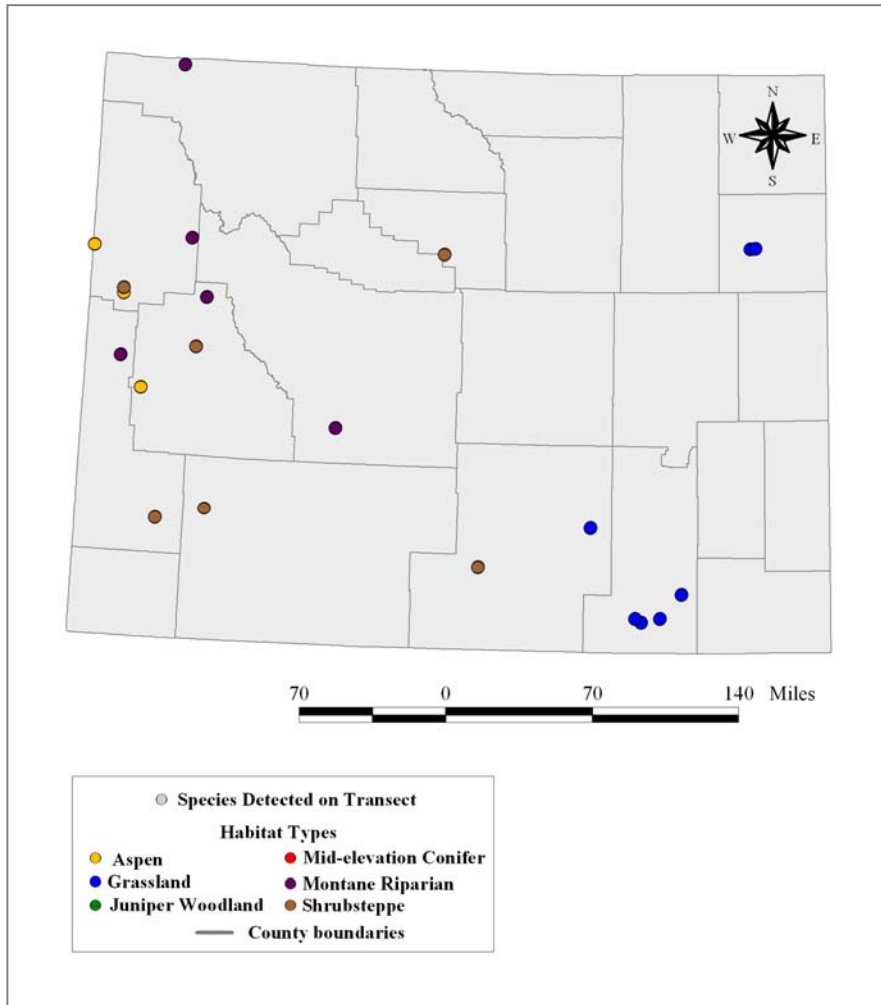 N
W E
S
70 0 70 140 Miles
Species Detected on Transect
Habitat Types
Aspen Mid-elevation Conifer
Grassland Montane Riparian
Juniper Woodland Shrubsteppe
County boundaries